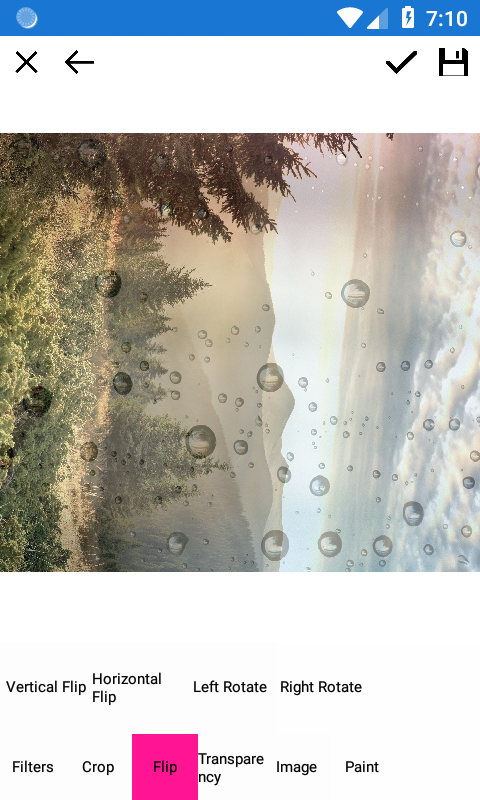 7:10
Vertical Flip
Horizontal
Flip
Left Rotate
Right Rotate
Filters
Crop
Flip
Transpare
ncy
Image
Paint